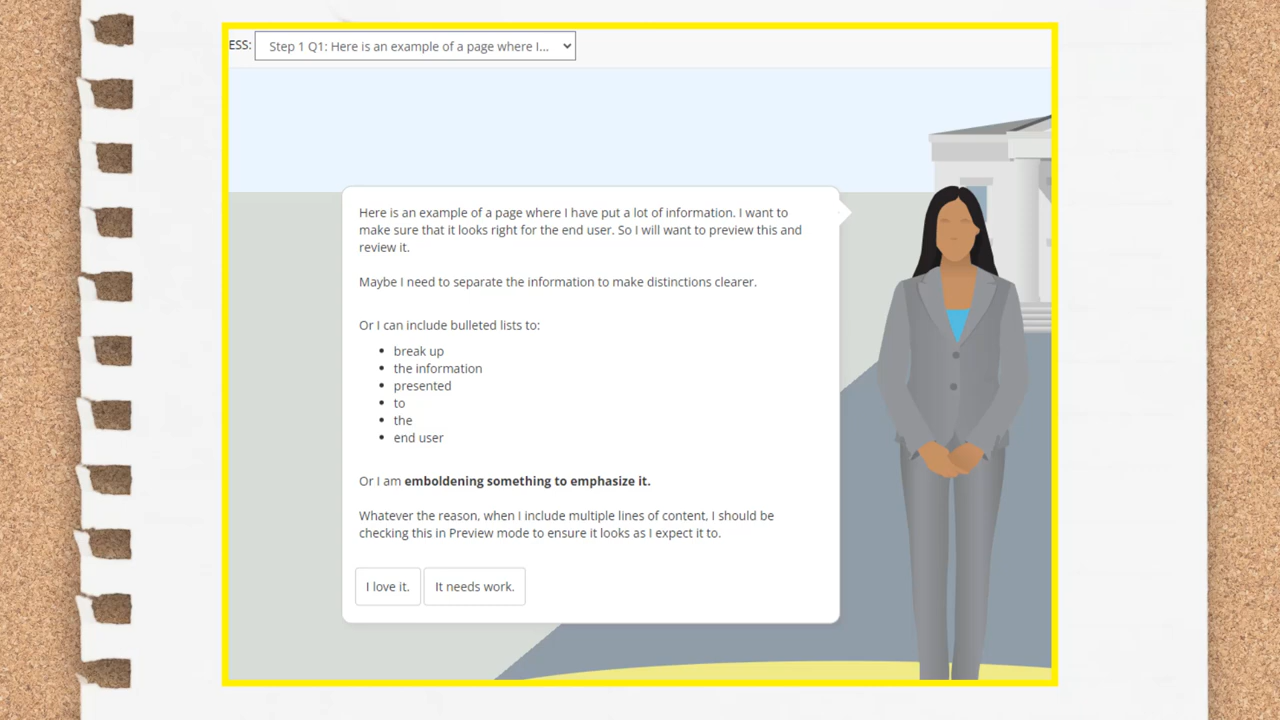 ESS: Step 1 Q1: Here is an example of a page where I...
Here is an example of a page where I have put a lot of information. I want to
make sure that it looks right for the end user. So I will want to preview this and
review it.
Maybe I need to separate the information to make distinctions clearer.
Or I can include bulleted lists to:
• break up
• the information
• presented
• to
• the
• end user
Or I am emboldening something to emphasize it.
Whatever the reason, when I include multiple lines of content, I should be
checking this in Preview mode to ensure it looks as I expect it to.
I love it. It needs work.